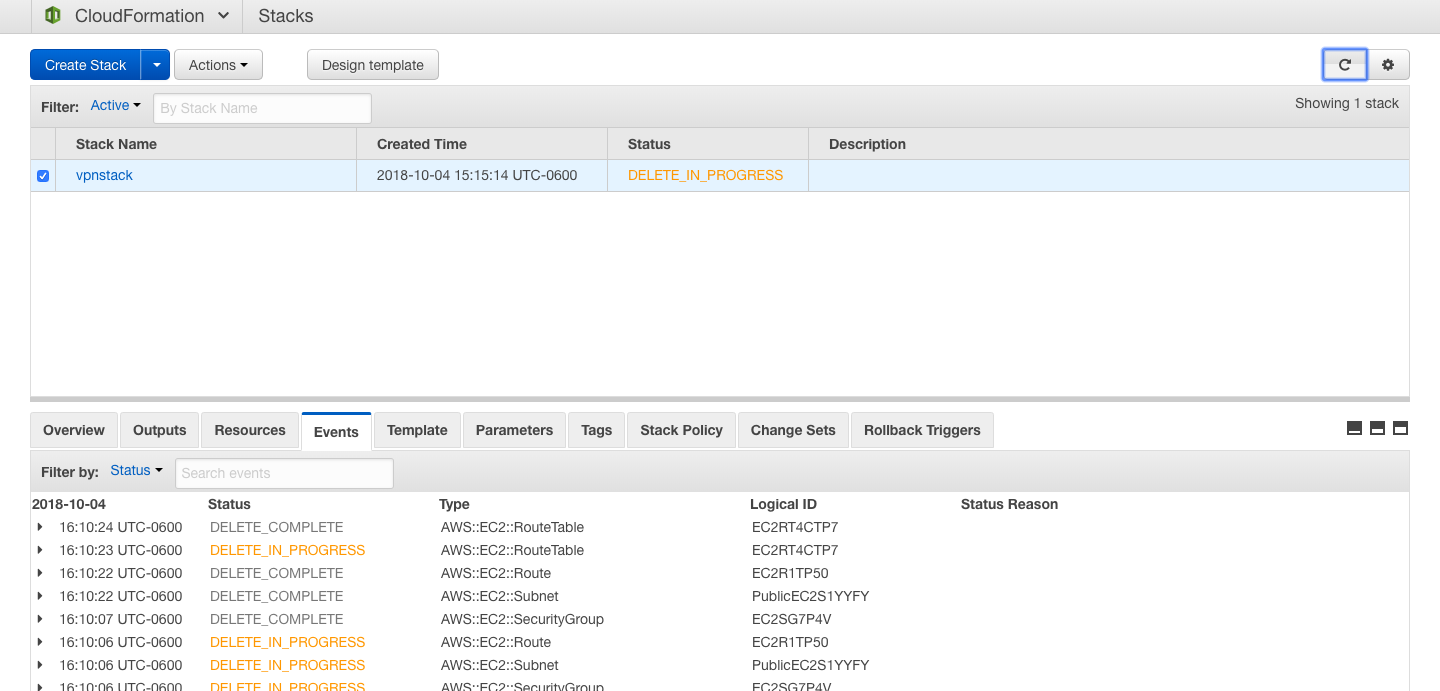 CloudFormation Stacks
Create Stack Actions Design template
Filter: Active By Stack Name Showing 1 stack
Stack Name Created Time Status Description
vpnstack 2018-10-04 15:15:14 UTC-0600 DELETE_IN_PROGRESS
Overview Outputs Resources Events Template Parameters Tags Stack Policy Change Sets Rollback Triggers
Filter by: Status Search events
2018-10-04 Status Type Logical ID Status Reason
16:10:24 UTC-0600 DELETE_COMPLETE AWS::EC2::RouteTable EC2RT4CTP7
16:10:23 UTC-0600 DELETE_IN_PROGRESS AWS::EC2::RouteTable EC2RT4CTP7
16:10:22 UTC-0600 DELETE_COMPLETE AWS::EC2::Route EC2R1TP50
16:10:22 UTC-0600 DELETE_COMPLETE AWS::EC2::Subnet PublicEC2S1YYFY
16:10:07 UTC-0600 DELETE_COMPLETE AWS::EC2::SecurityGroup EC2SG7P4V
16:10:06 UTC-0600 DELETE_IN_PROGRESS AWS::EC2::Route EC2R1TP50
16:10:06 UTC-0600 DELETE_IN_PROGRESS AWS::EC2::Subnet PublicEC2S1YYFY
16:10:06 UTC-0600 DELETE_IN_PROGRESS AWS::EC2::SecurityGroup EC2SG7P4V